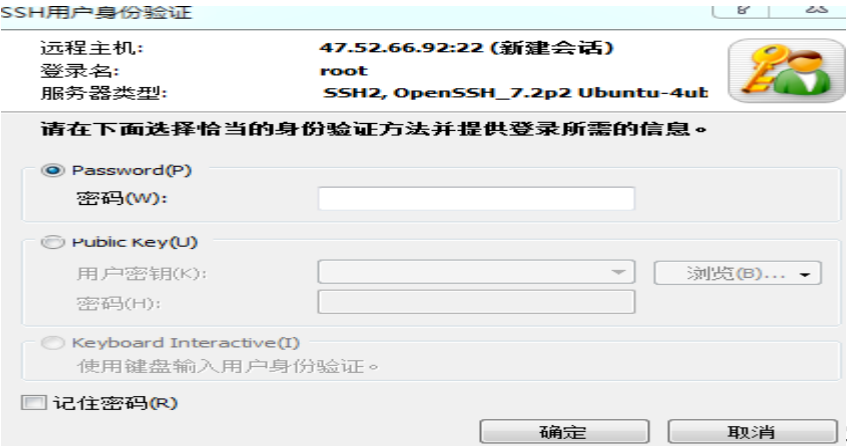 SSH用户身份验证
远程主机: 47.52.66.92:22 (新建会话)
登录名: root
服务器类型: SSH2, OpenSSH_7.2p2 Ubuntu-4ub
请在下面选择恰当的身份验证方法并提供登录所需的信息。
Password(P)
密码(W):
Public Key(U)
用户密钥(K): 浏览(B)...
密码(H):
Keyboard Interactive(I)
使用键盘输入用户身份验证。
记住密码(R)
确定 取消